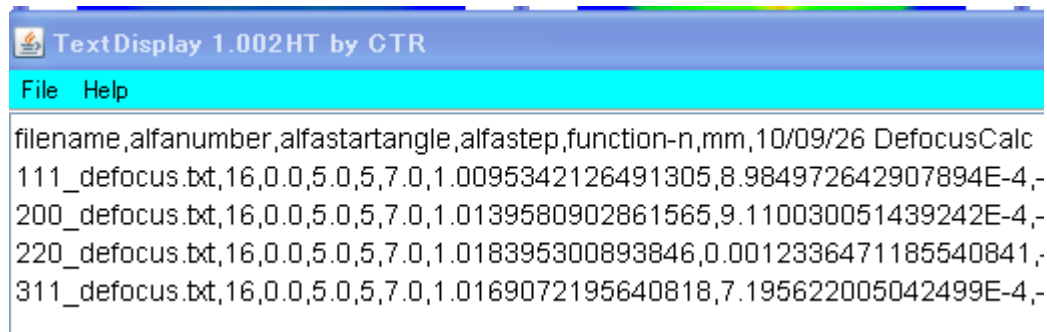 TextDisplay 1.002HT by CTR
File Help
filename,alfanumber,alfastartangle,alfastep,function-n,mm,10/09/26 DefocusCalc
111_defocus.txt,16,0.0,5.0,5,7.0,1.0095342126491305,8.984972642907894E-4,-
200_defocus.txt,16,0.0,5.0,5,7.0,1.01395809028615​65,9.110030051439242E-4,-
220_defocus.txt,16,0.0,5.0,5,7.0,1.018395300893846,0.0012336471185540841,-
311_defocus.txt,16,0.0,5.0,5,7.0,1.0169072195640818,7.195622005042499E-4,-